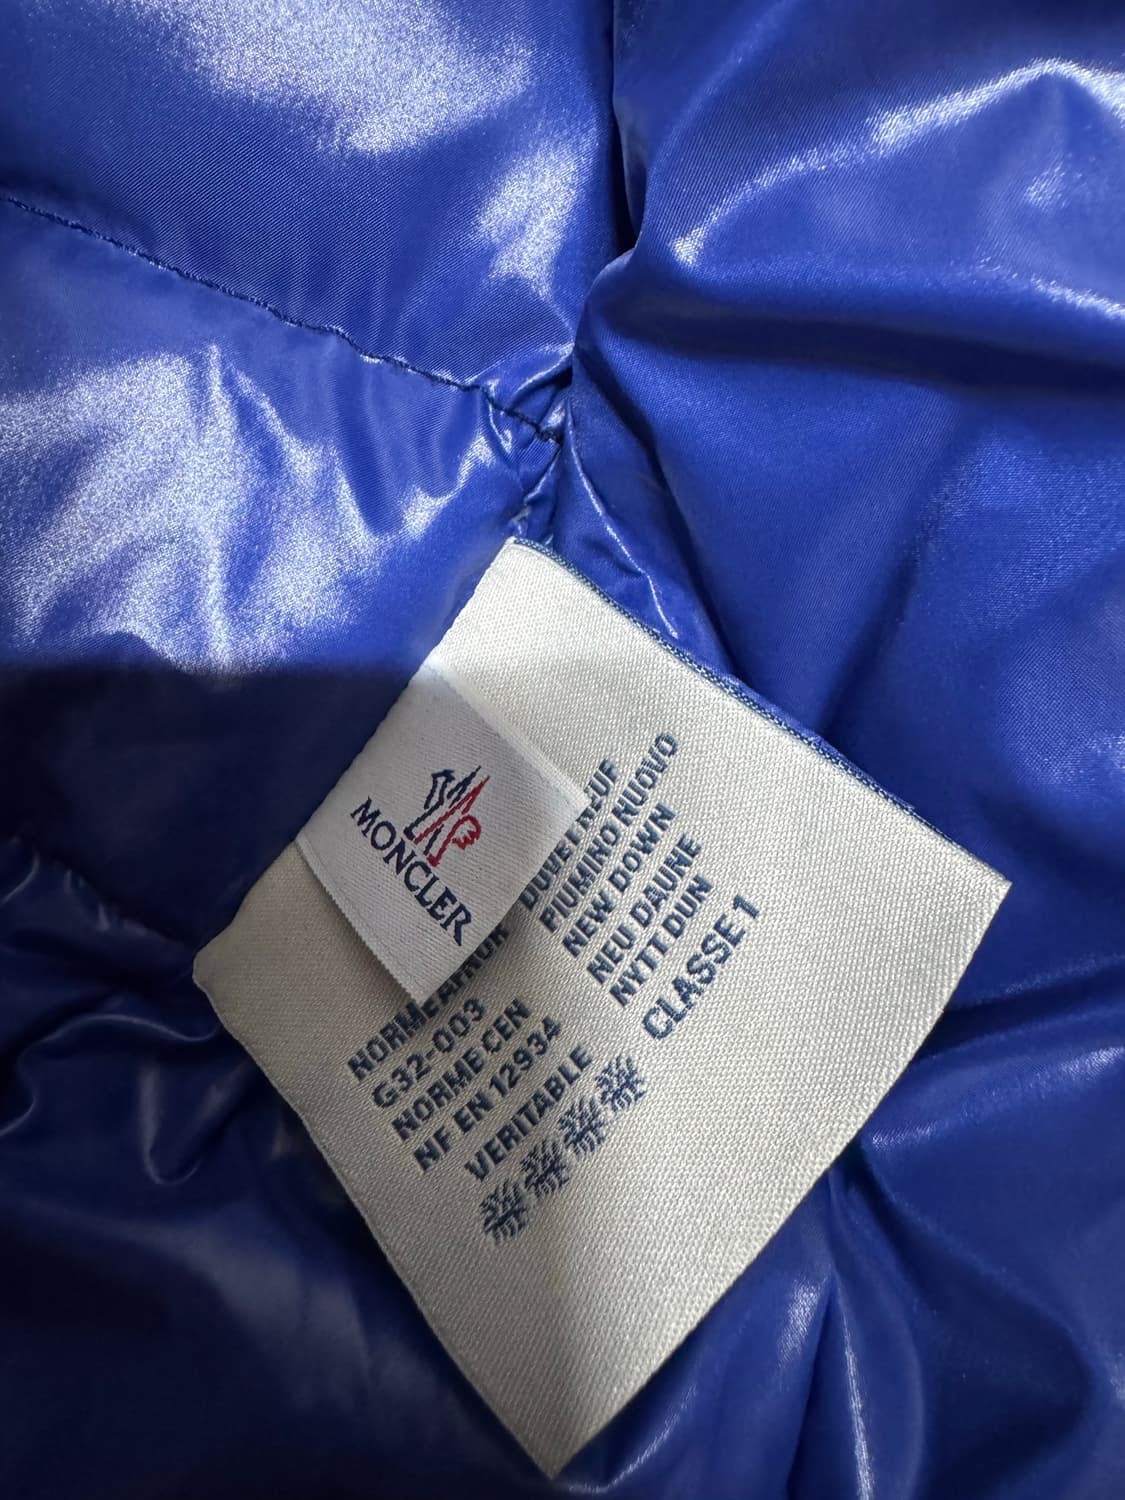 MONCLER
DUVET NEUF
PIUMINO NUOVO
NEW DOWN
NEU DAUNE
NYTT DUN
CLASSE 1
NORME AFNOR
G32-003
NORME CEN
NF EN 12934
VERITABLE